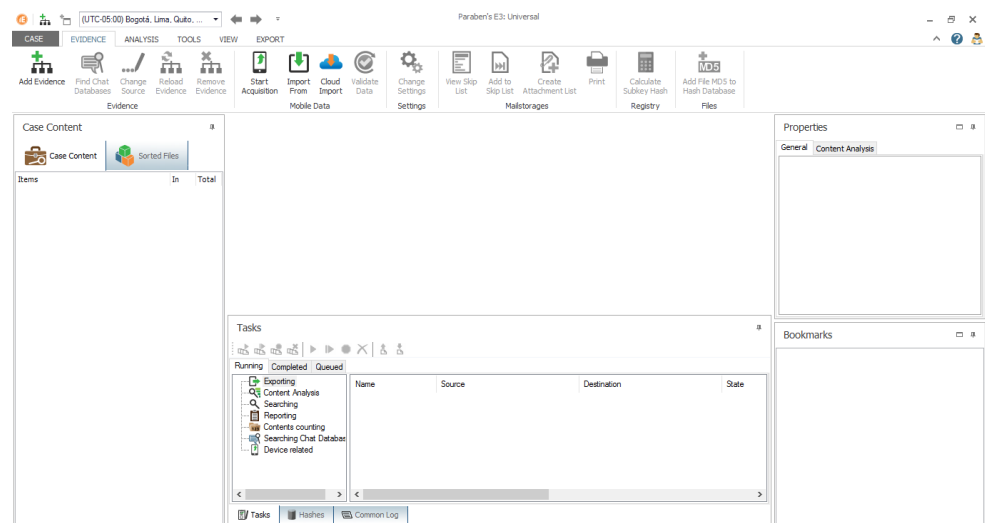 (UTC-05:00) Bogotá, Lima, Quito, ...
Paraben's E3: Universal
CASE EVIDENCE ANALYSIS TOOLS VIEW EXPORT
Add Evidence
Find Chat Databases
Change Source
Reload Evidence
Remove Evidence
Evidence
Start Acquisition
Import From
Cloud Import
Validate Data
Mobile Data
Change Settings
Settings
View Skip List
Add to Skip List
Create Attachment List
Print
Mailstorages
Calculate Subkey Hash
Registry
MD5
Add File MD5 to Hash Database
Files
Case Content
Case Content Sorted Files
Items In Total
Tasks
Running Completed Queued
Exporting
Content Analysis
Searching
Reporting
Contents counting
Searching Chat Databas
Device related
Name Source Destination State
Tasks Hashes Common Log
Properties
General Content Analysis
Bookmarks